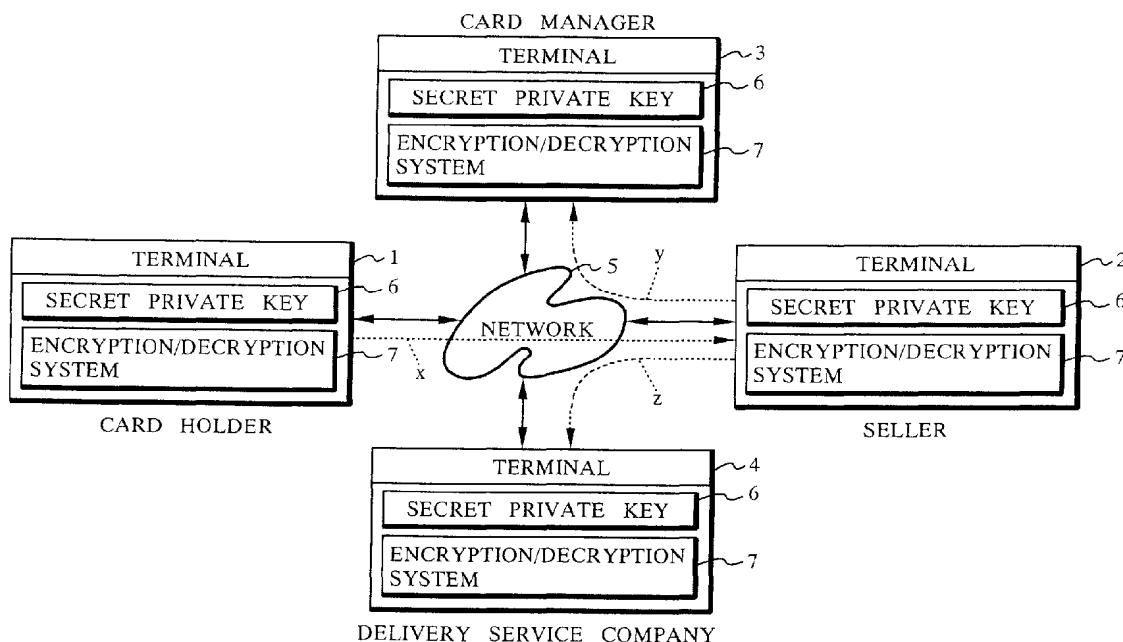 CARD MANAGER
TERMINAL
3
SECRET PRIVATE KEY
6
ENCRYPTION/DECRYPTION
SYSTEM
7
TERMINAL
1
SECRET PRIVATE KEY
6
ENCRYPTION/DECRYPTION
SYSTEM
7
CARD HOLDER
5
NETWORK
x
y
z
TERMINAL
2
SECRET PRIVATE KEY
6
ENCRYPTION/DECRYPTION
SYSTEM
7
SELLER
TERMINAL
4
SECRET PRIVATE KEY
6
ENCRYPTION/DECRYPTION
SYSTEM
7
DELIVERY SERVICE COMPANY